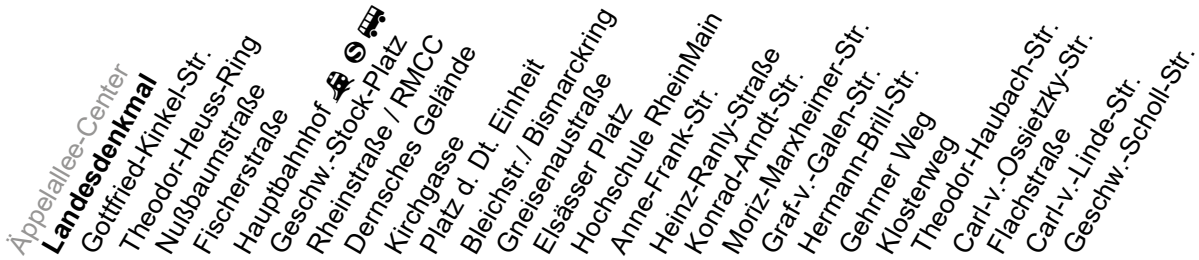 Äppelallee-Center
Landesdenkmal
Gottfried-Kinkel-Str.
Theodor-Heuss-Ring
Nußbaumstraße
Fischerstraße
Hauptbahnhof S
Geschw.-Stock-Platz
Rheinstraße / RMCC
Dernsches Gelände
Kirchgasse
Platz d. Dt. Einheit
Bleichstr./ Bismarckring
Gneisenaustraße
Elsässer Platz
Hochschule RheinMain
Anne-Frank-Str.
Heinz-Ranly-Straße
Konrad-Arndt-Str.
Moriz-Marxheimer-Str.
Graf-v.-Galen-Str.
Hermann-Brill-Str.
Gehrner Weg
Klosterweg
Theodor-Haubach-Str.
Carl-v.-Ossietzky-Str.
Flachstraße
Carl-v.-Linde-Str.
Geschw.-Scholl-Str.